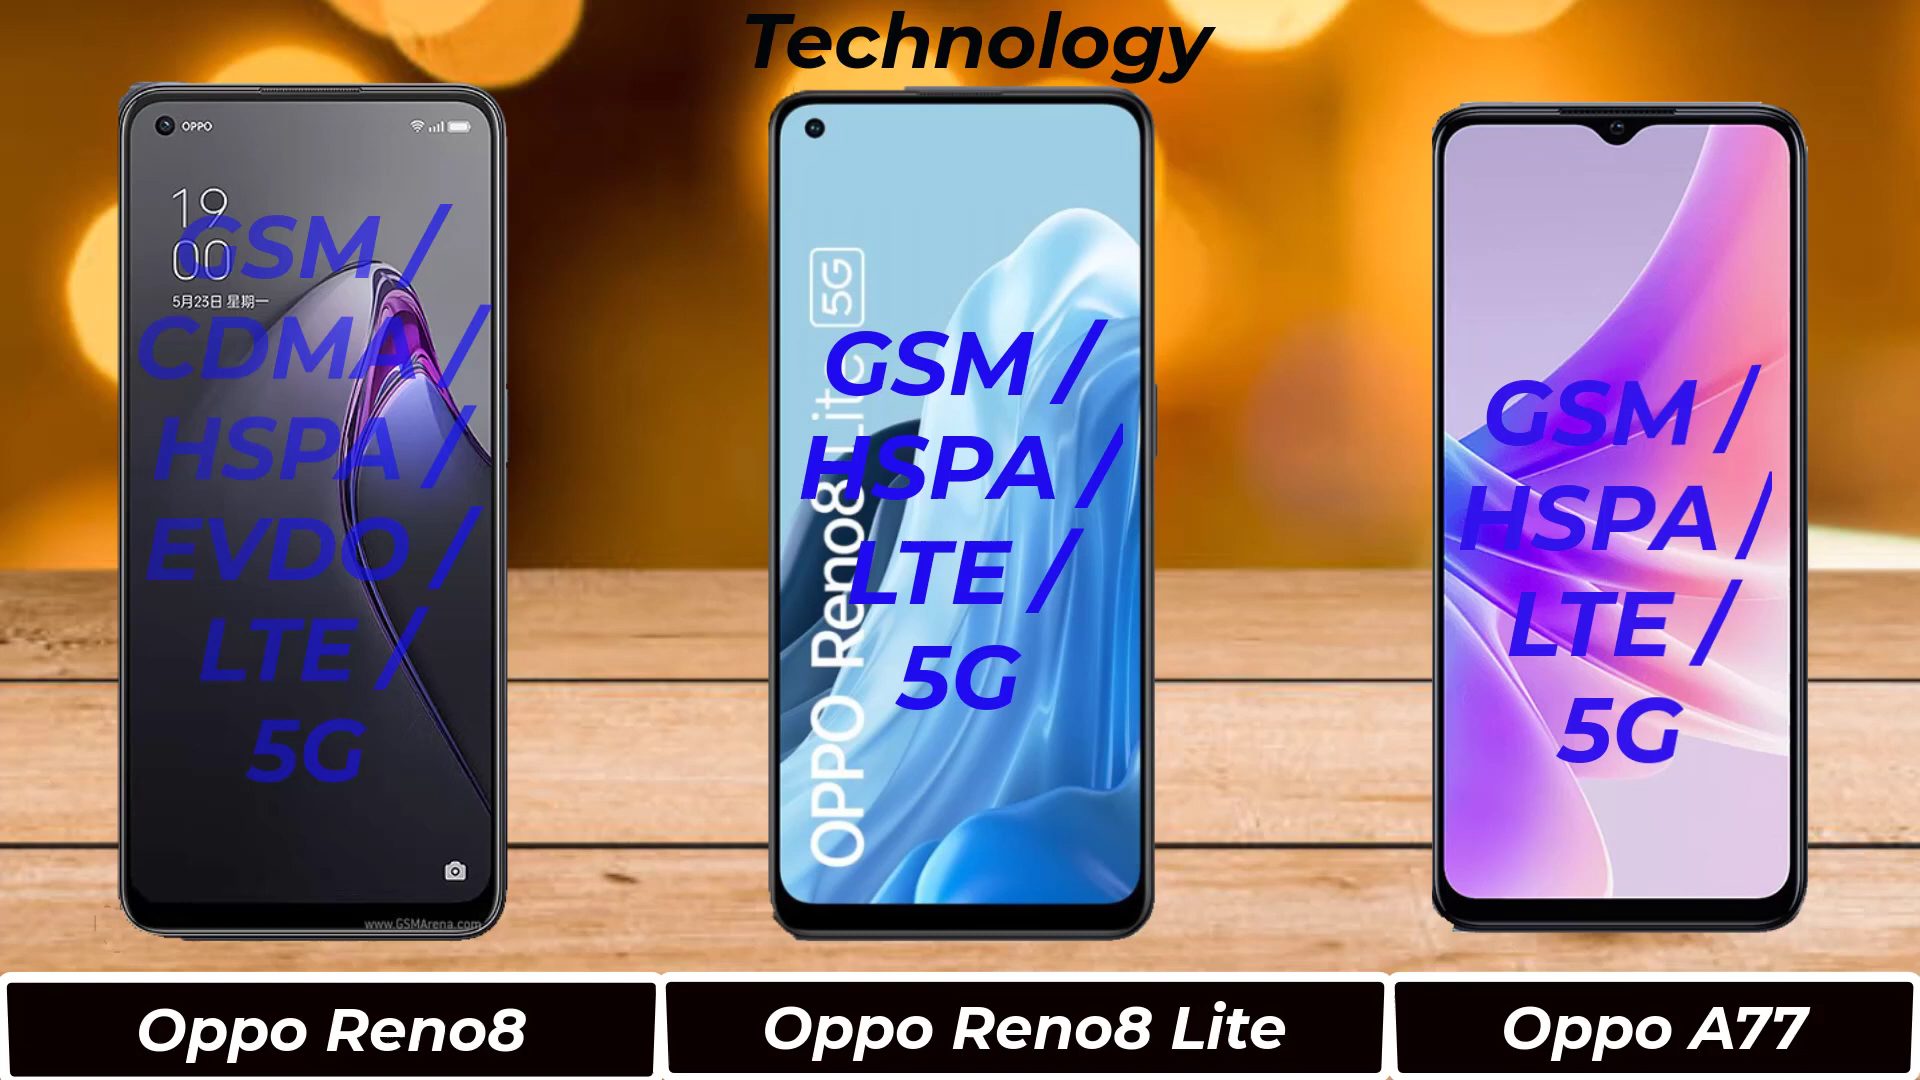 Technology
OPPO
19
00
5月23日 星期一
GSM /
CDMA /
HSPA /
EVDO /
LTE /
5G
www.GSMArena.com
OPPO Reno8 Lite 5G
GSM /
HSPA /
LTE /
5G
GSM /
HSPA /
LTE /
5G
Oppo Reno8
Oppo Reno8 Lite
Oppo A77